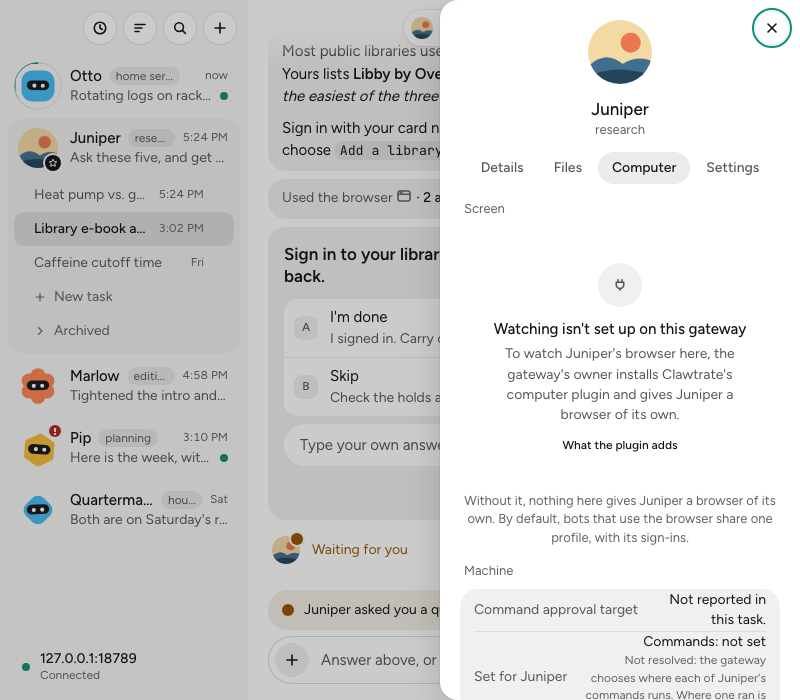 Otto
home ser...
now
Rotating logs on rack...
Juniper
rese...
5:24 PM
Ask these five, and get ...
Heat pump vs. g...
5:24 PM
Library e-book a...
3:02 PM
Caffeine cutoff time
Fri
New task
Archived
Marlow
editi...
4:58 PM
Tightened the intro and...
Pip
planning
3:10 PM
Here is the week, wit...
Quarterma...
hou...
Sat
Both are on Saturday's r...
127.0.0.1:18789
Connected
Most public libraries use
Yours lists Libby by Ove
the easiest of the three
Sign in with your card n
choose Add a library
Used the browser · 2 a
Sign in to your librar
back.
A
I'm done
I signed in. Carry o
B
Skip
Check the holds a
Type your own answe
Waiting for you
Juniper asked you a q
Answer above, or
Juniper
research
Details
Files
Computer
Settings
Screen
Watching isn't set up on this gateway
To watch Juniper's browser here, the
gateway's owner installs Clawtrate's
computer plugin and gives Juniper a
browser of its own.
What the plugin adds
Without it, nothing here gives Juniper a browser of its
own. By default, bots that use the browser share one
profile, with its sign-ins.
Machine
Command approval target
Not reported in
this task.
Set for Juniper
Commands: not set
Not resolved: the gateway
chooses where each of Juniper's
commands runs. Where one ran is